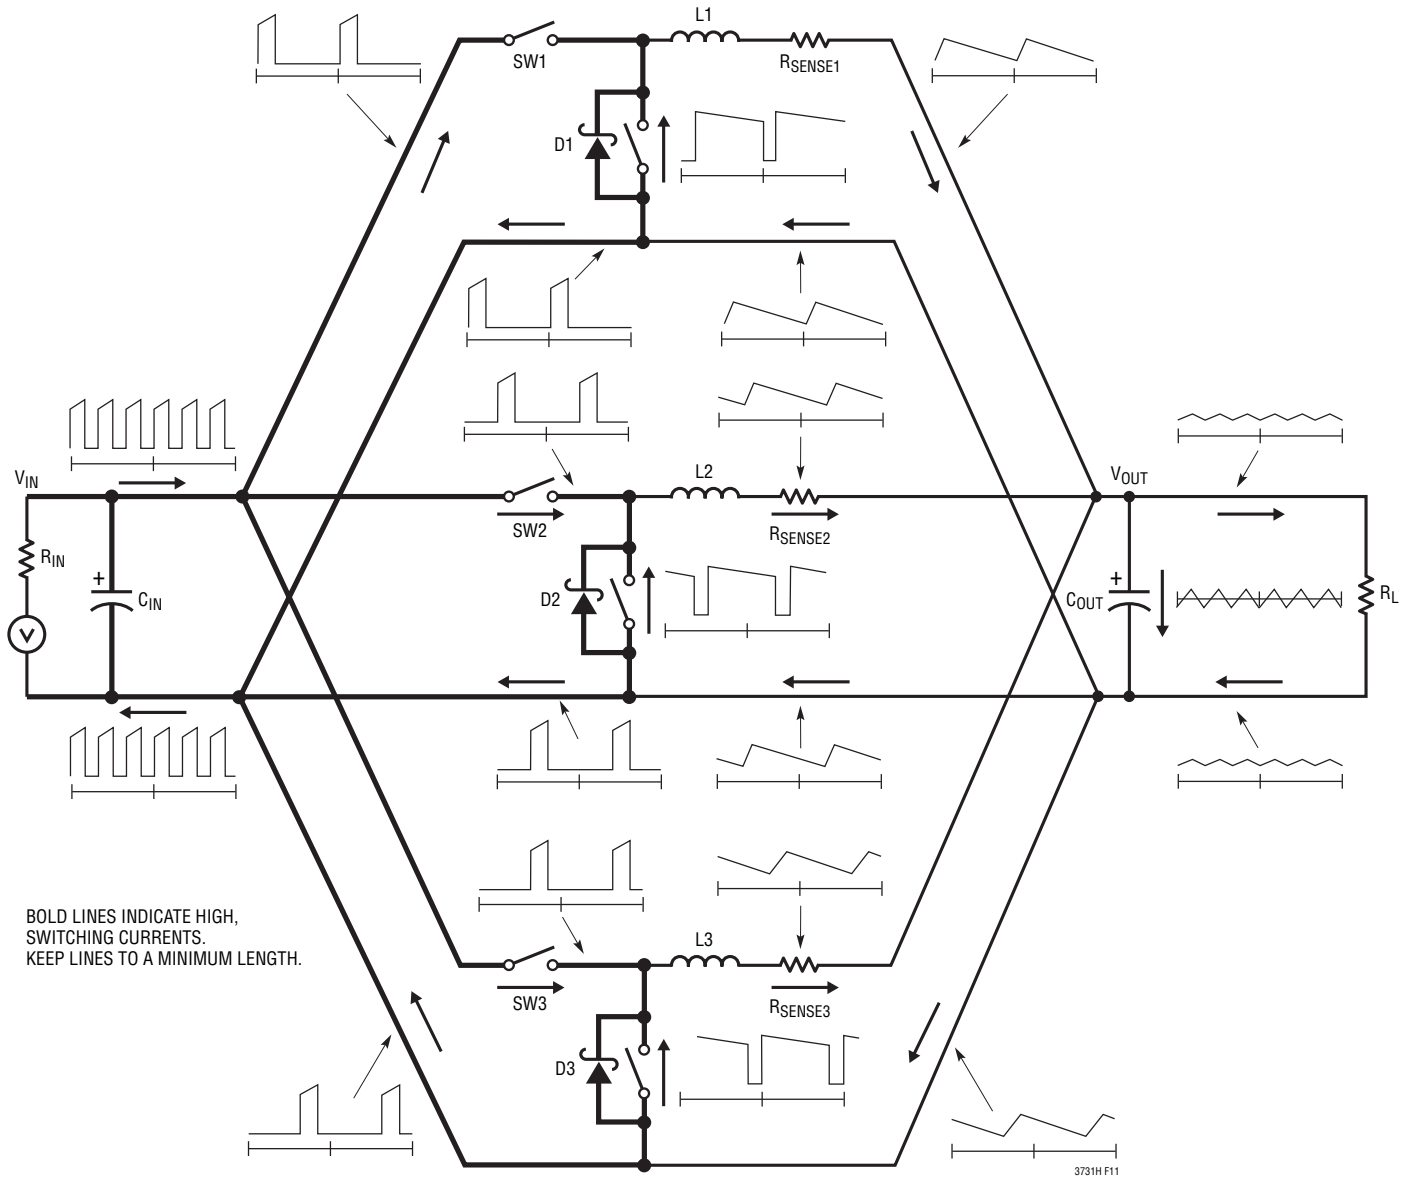 L1
SW1
RSENSE1
D1
VIN
L2
VOUT
SW2
RSENSE2
RIN
+
CIN
D2
+
COUT
RL
V
BOLD LINES INDICATE HIGH,
SWITCHING CURRENTS.
KEEP LINES TO A MINIMUM LENGTH.
L3
SW3
RSENSE3
D3
3731H F11